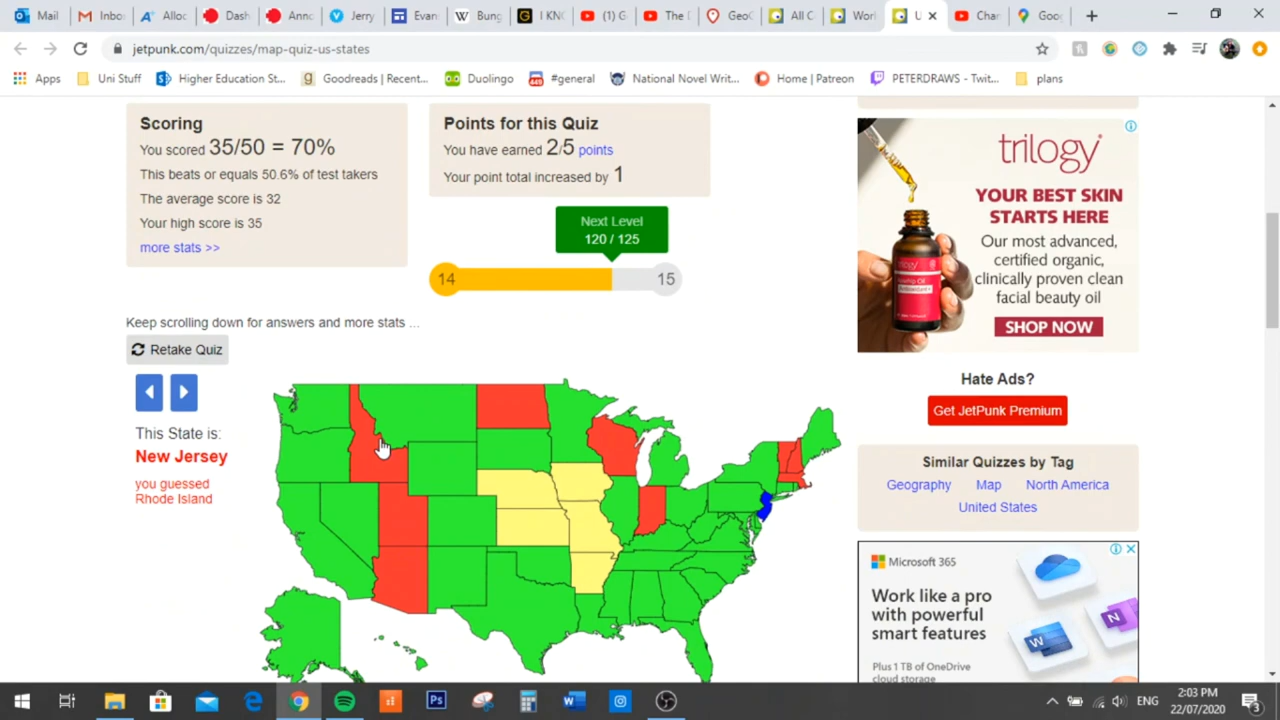 Mail
Inbo
Alloc
Dash
Anno
Jerry
Evan
Bung
I KNO
(1) G
The D
GeoG
All C
Worl
U
Char
Goog
jetpunk.com/quizzes/map-quiz-us-states
Apps
Uni Stuff
Higher Education St...
Goodreads | Recent...
Duolingo
449
#general
National Novel Writ...
Home | Patreon
PETERDRAWS - Twit...
plans
Scoring
You scored 35/50 = 70%
This beats or equals 50.6% of test takers
The average score is 32
Your high score is 35
more stats >>
Points for this Quiz
You have earned 2/5 points
Your point total increased by 1
Next Level
120 / 125
14
15
Keep scrolling down for answers and more stats ...
Retake Quiz
This State is:
New Jersey
you guessed
Rhode Island
trilogy
YOUR BEST SKIN
STARTS HERE
Our most advanced,
certified organic,
clinically proven clean
facial beauty oil
SHOP NOW
Hate Ads?
Get JetPunk Premium
Similar Quizzes by Tag
Geography
Map
North America
United States
Microsoft 365
Work like a pro
with powerful
smart features
Plus 1 TB of OneDrive
cloud storage
ENG
2:03 PM
22/07/2020
3